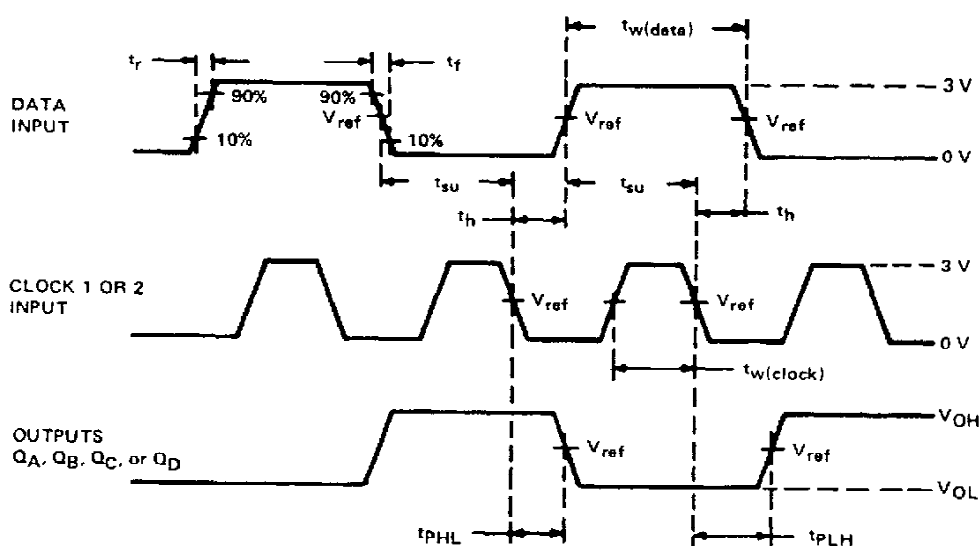 tw(data)
tr
tf
DATA
INPUT
90%
90%
Vref
10%
10%
Vref
Vref
3 V
0 V
tsu
tsu
th
th
CLOCK 1 OR 2
INPUT
Vref
Vref
3 V
0 V
tw(clock)
OUTPUTS
QA, QB, QC, or QD
Vref
Vref
VOH
VOL
tPHL
tPLH